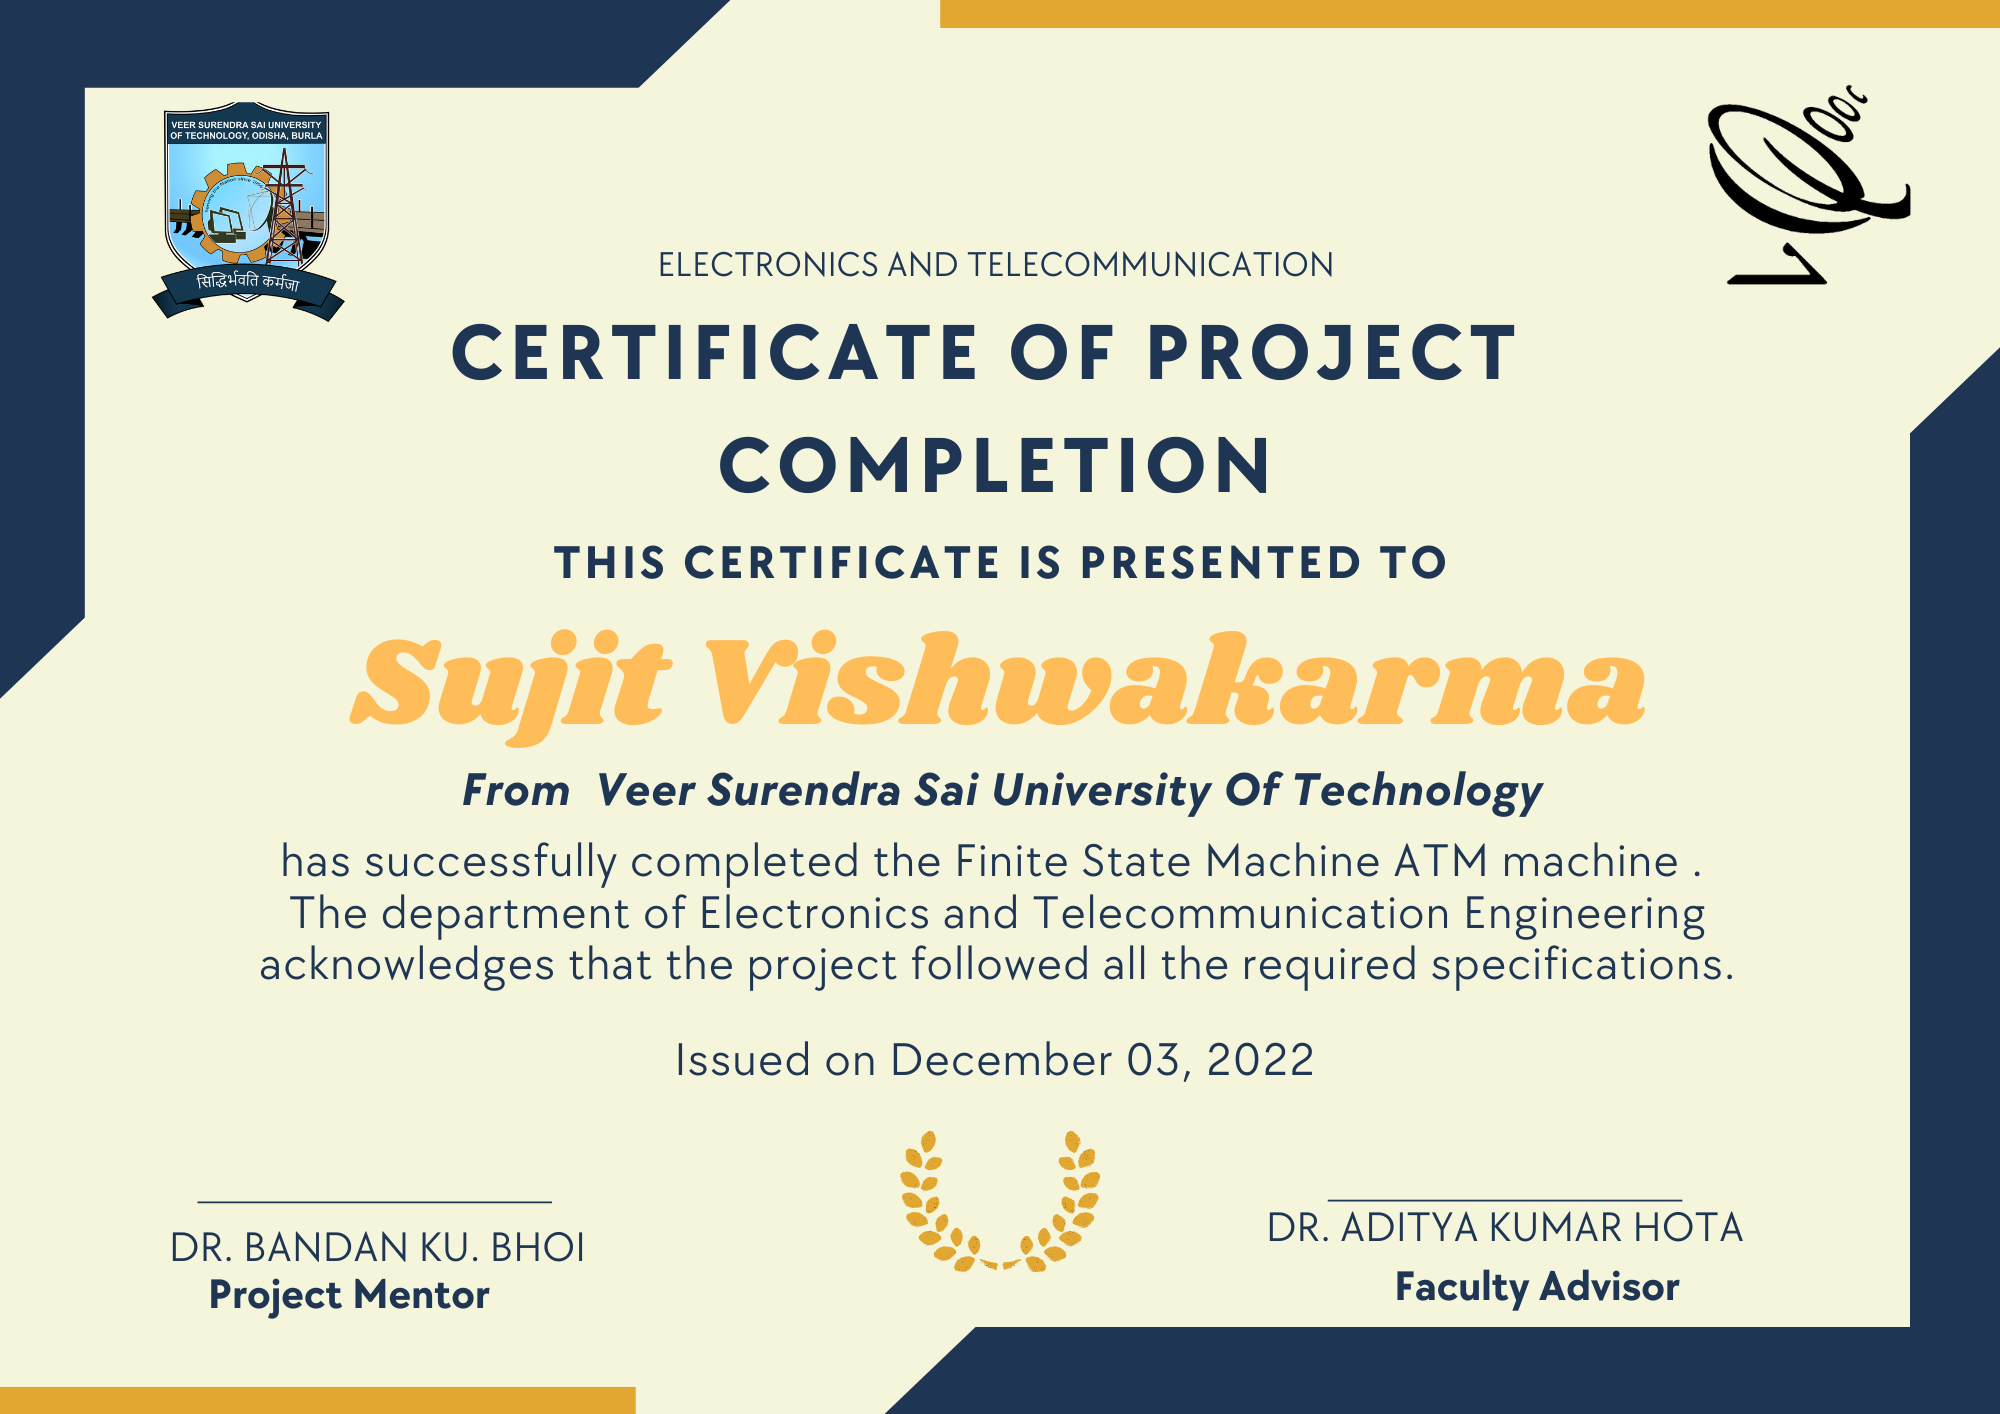 VEER SURENDRA SAI UNIVERSITY
OF TECHNOLOGY, ODISHA, BURLA
सिद्धिर्भवति कर्मजा
ELECTRONICS AND TELECOMMUNICATION
CERTIFICATE OF PROJECT
COMPLETION
THIS CERTIFICATE IS PRESENTED TO
Sujit Vishwakarma
From Veer Surendra Sai University Of Technology
has successfully completed the Finite State Machine ATM machine .
The department of Electronics and Telecommunication Engineering
acknowledges that the project followed all the required specifications.
Issued on December 03, 2022
DR. BANDAN KU. BHOI
Project Mentor
DR. ADITYA KUMAR HOTA
Faculty Advisor